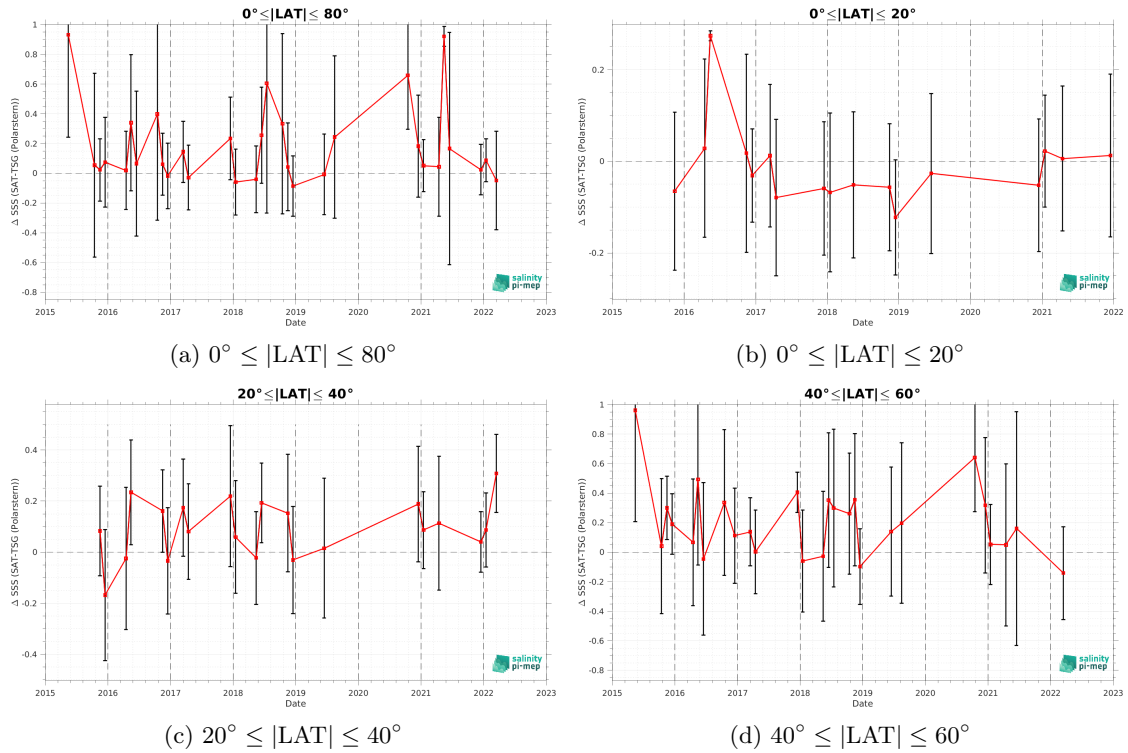 0°≤|LAT|≤ 80°
Δ SSS (SAT-TSG (Polarstern))
1
0.8
0.6
0.4
0.2
0
-0.2
-0.4
-0.6
-0.8
2015 2016 2017 2018 2019 2020 2021 2022 2023
Date
salinity
pi-mep
(a) 0° ≤ |LAT| ≤ 80°
0°≤|LAT|≤ 20°
Δ SSS (SAT-TSG (Polarstern))
0.2
0
-0.2
2016 2017 2018 2019 2020 2021 2022
Date
salinity
pi-mep
(b) 0° ≤ |LAT| ≤ 20°
20°≤|LAT|≤ 40°
Δ SSS (SAT-TSG (Polarstern))
0.4
0.2
0
-0.2
-0.4
2015 2016 2017 2018 2019 2020 2021 2022 2023
Date
salinity
pi-mep
(c) 20° ≤ |LAT| ≤ 40°
40°≤|LAT|≤ 60°
Δ SSS (SAT-TSG (Polarstern))
1
0.8
0.6
0.4
0.2
0
-0.2
-0.4
-0.6
-0.8
2015 2016 2017 2018 2019 2020 2021 2022 2023
Date
salinity
pi-mep
(d) 40° ≤ |LAT| ≤ 60°